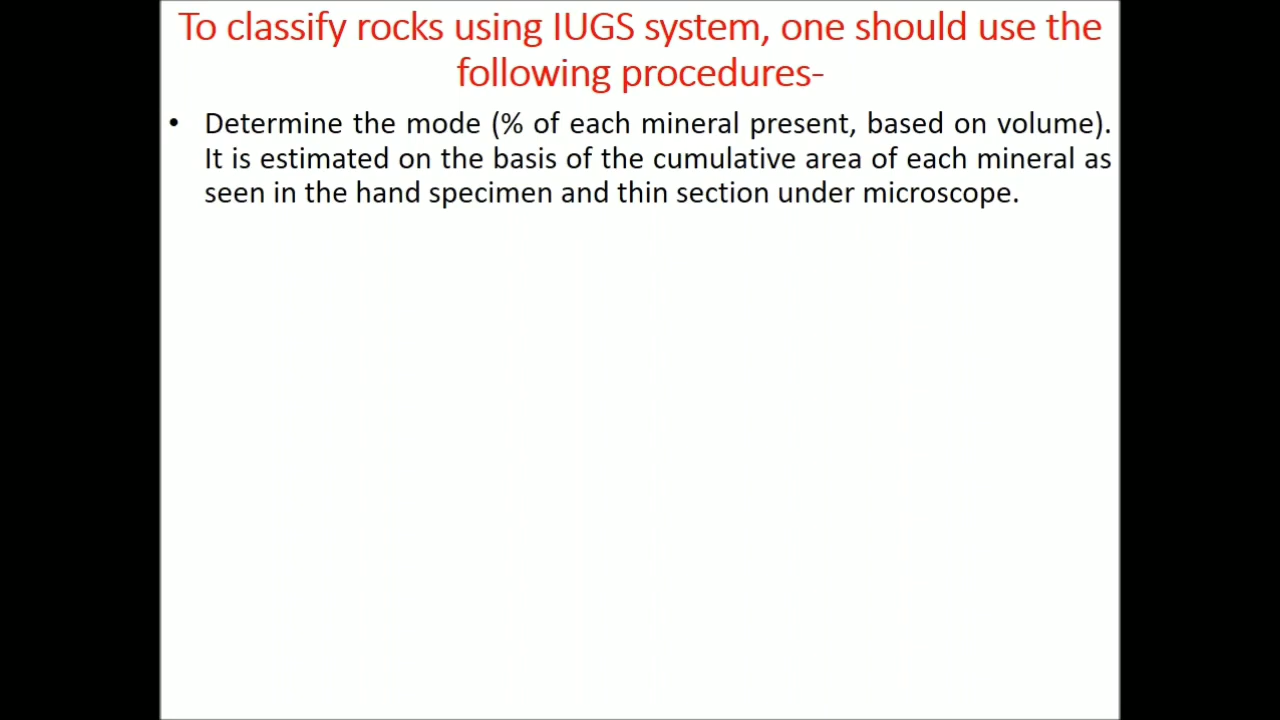 To classify rocks using IUGS system, one should use the
following procedures-
• Determine the mode (% of each mineral present, based on volume).
It is estimated on the basis of the cumulative area of each mineral as
seen in the hand specimen and thin section under microscope.